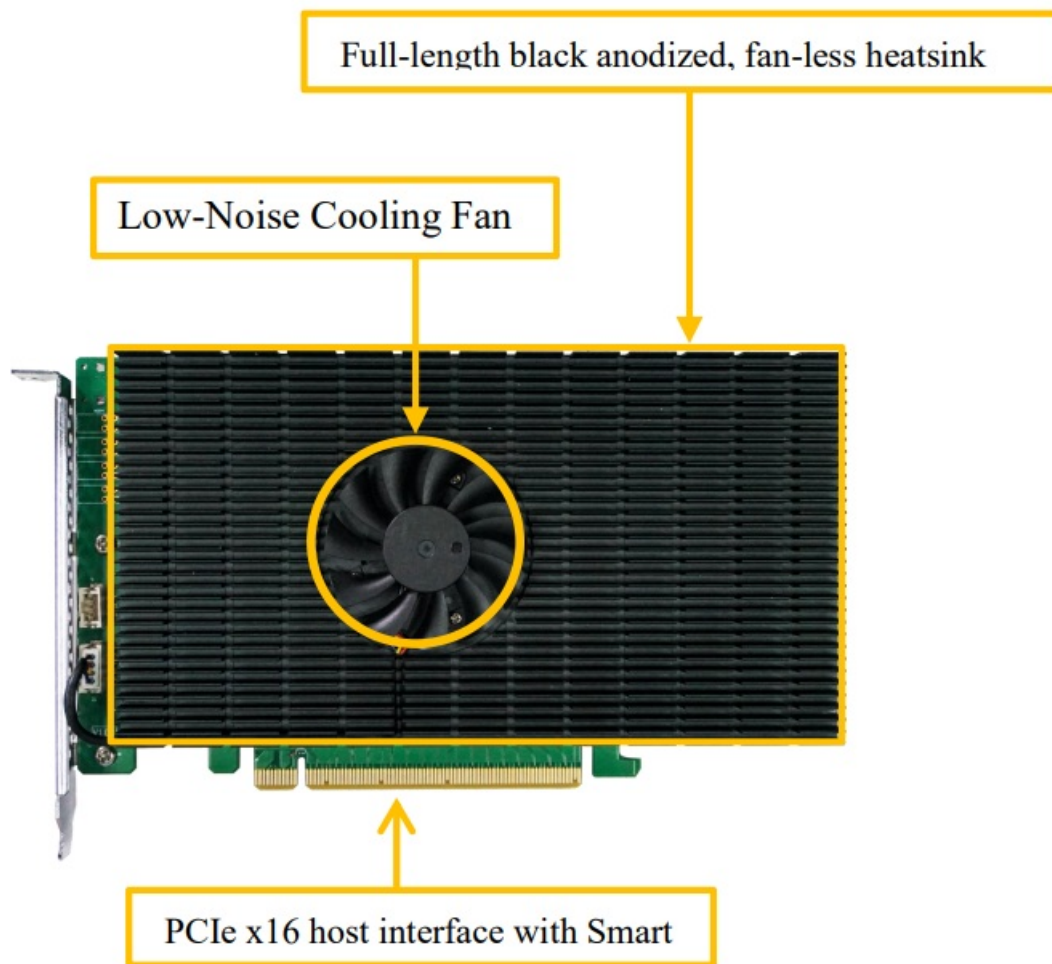 Full-length black anodized, fan-less heatsink
Low-Noise Cooling Fan
PCIe x16 host interface with Smart